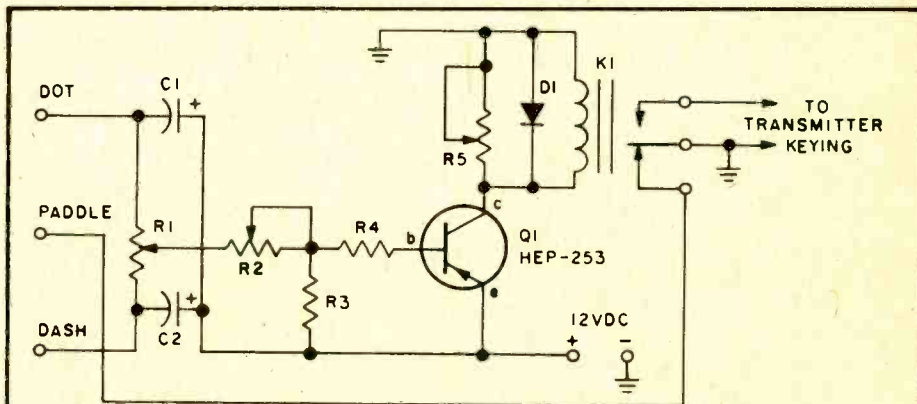 DOT
PADDLE
DASH
C1
+
R1
C2
+
R2
R3
R4
R5
D1
K1
b
c
e
Q1
HEP-253
12VDC
+
-
TO
TRANSMITTER
KEYING